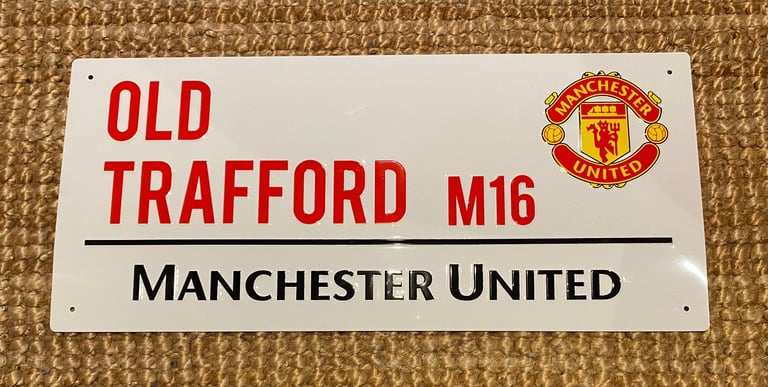 OLD
TRAFFORD M16
MANCHESTER UNITED
MANCHESTER
UNITED